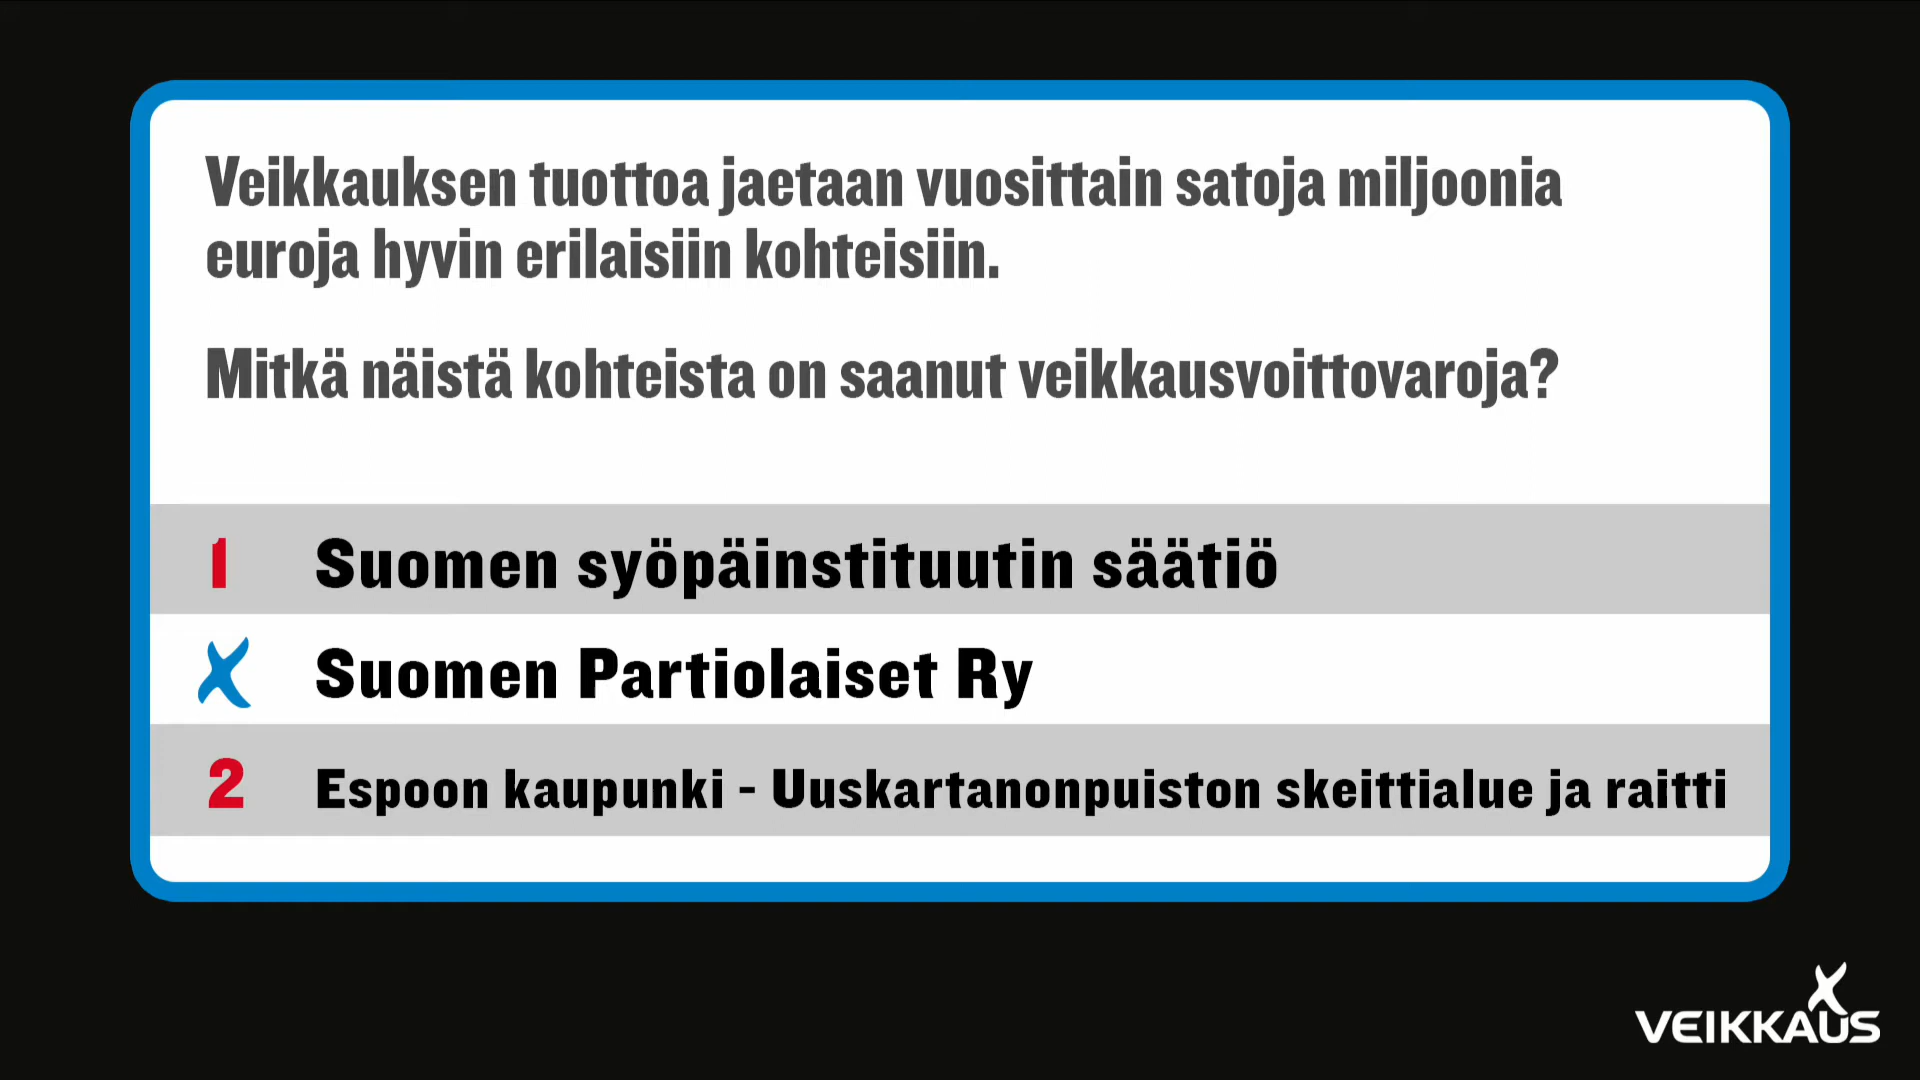 Veikkauksen tuottoa jaetaan vuosittain satoja miljoonia
euroja hyvin erilaisiin kohteisiin.
Mitkä näistä kohteista on saanut veikkausvoittovaroja?
1 Suomen syöpäinstituutin säätiö
X Suomen Partiolaiset Ry
2 Espoon kaupunki - Uuskartanonpuiston skeittialue ja raitti
VEIKKAUS